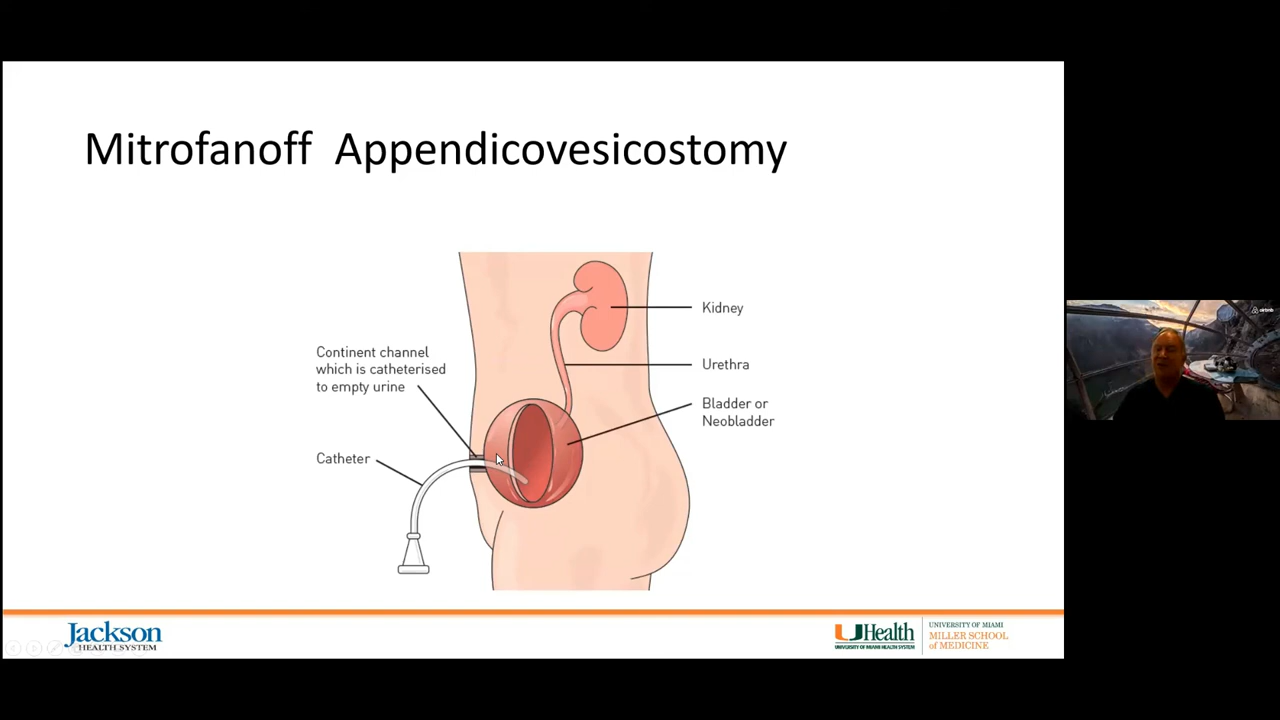 Mitrofanoff Appendicovesicostomy
Kidney
Continent channel
which is catheterised
to empty urine
Urethra
Bladder or
Neobladder
Catheter
Jackson
HEALTH SYSTEM
UHealth
UNIVERSITY OF MIAMI HEALTH SYSTEM
UNIVERSITY OF MIAMI
MILLER SCHOOL
of MEDICINE
airbnb